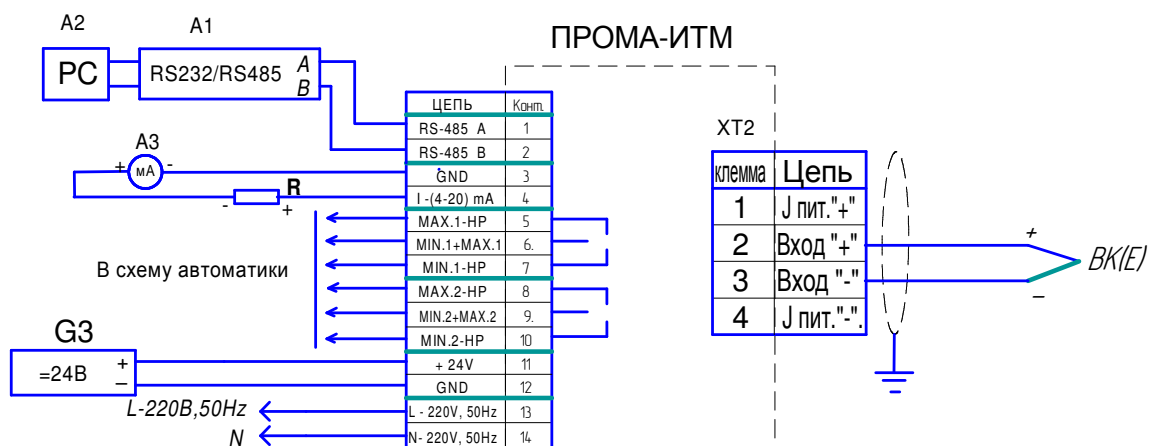 ПРОМА-ИТМ
A2
A1
PC
RS232/RS485
A
B
A3
+
мА
-
R
-
+
В схему автоматики
G3
=24В
+
–
L-220В,50Hz
N
ЦЕПЬ Конт.
RS-485 A 1
RS-485 B 2
GND 3
I -(4-20) mA 4
MAX.1-HP 5
MIN.1+MAX.1 6.
MIN.1-HP 7
MAX.2-HP 8
MIN.2+MAX.2 9.
MIN.2-HP 10
+ 24V 11
GND 12
L - 220V, 50Hz 13
N- 220V, 50Hz 14
XT2
клемма Цепь
1 J пит."+"
2 Вход "+"
3 Вход "-"
4 J пит."-".
+
BK(E)
–